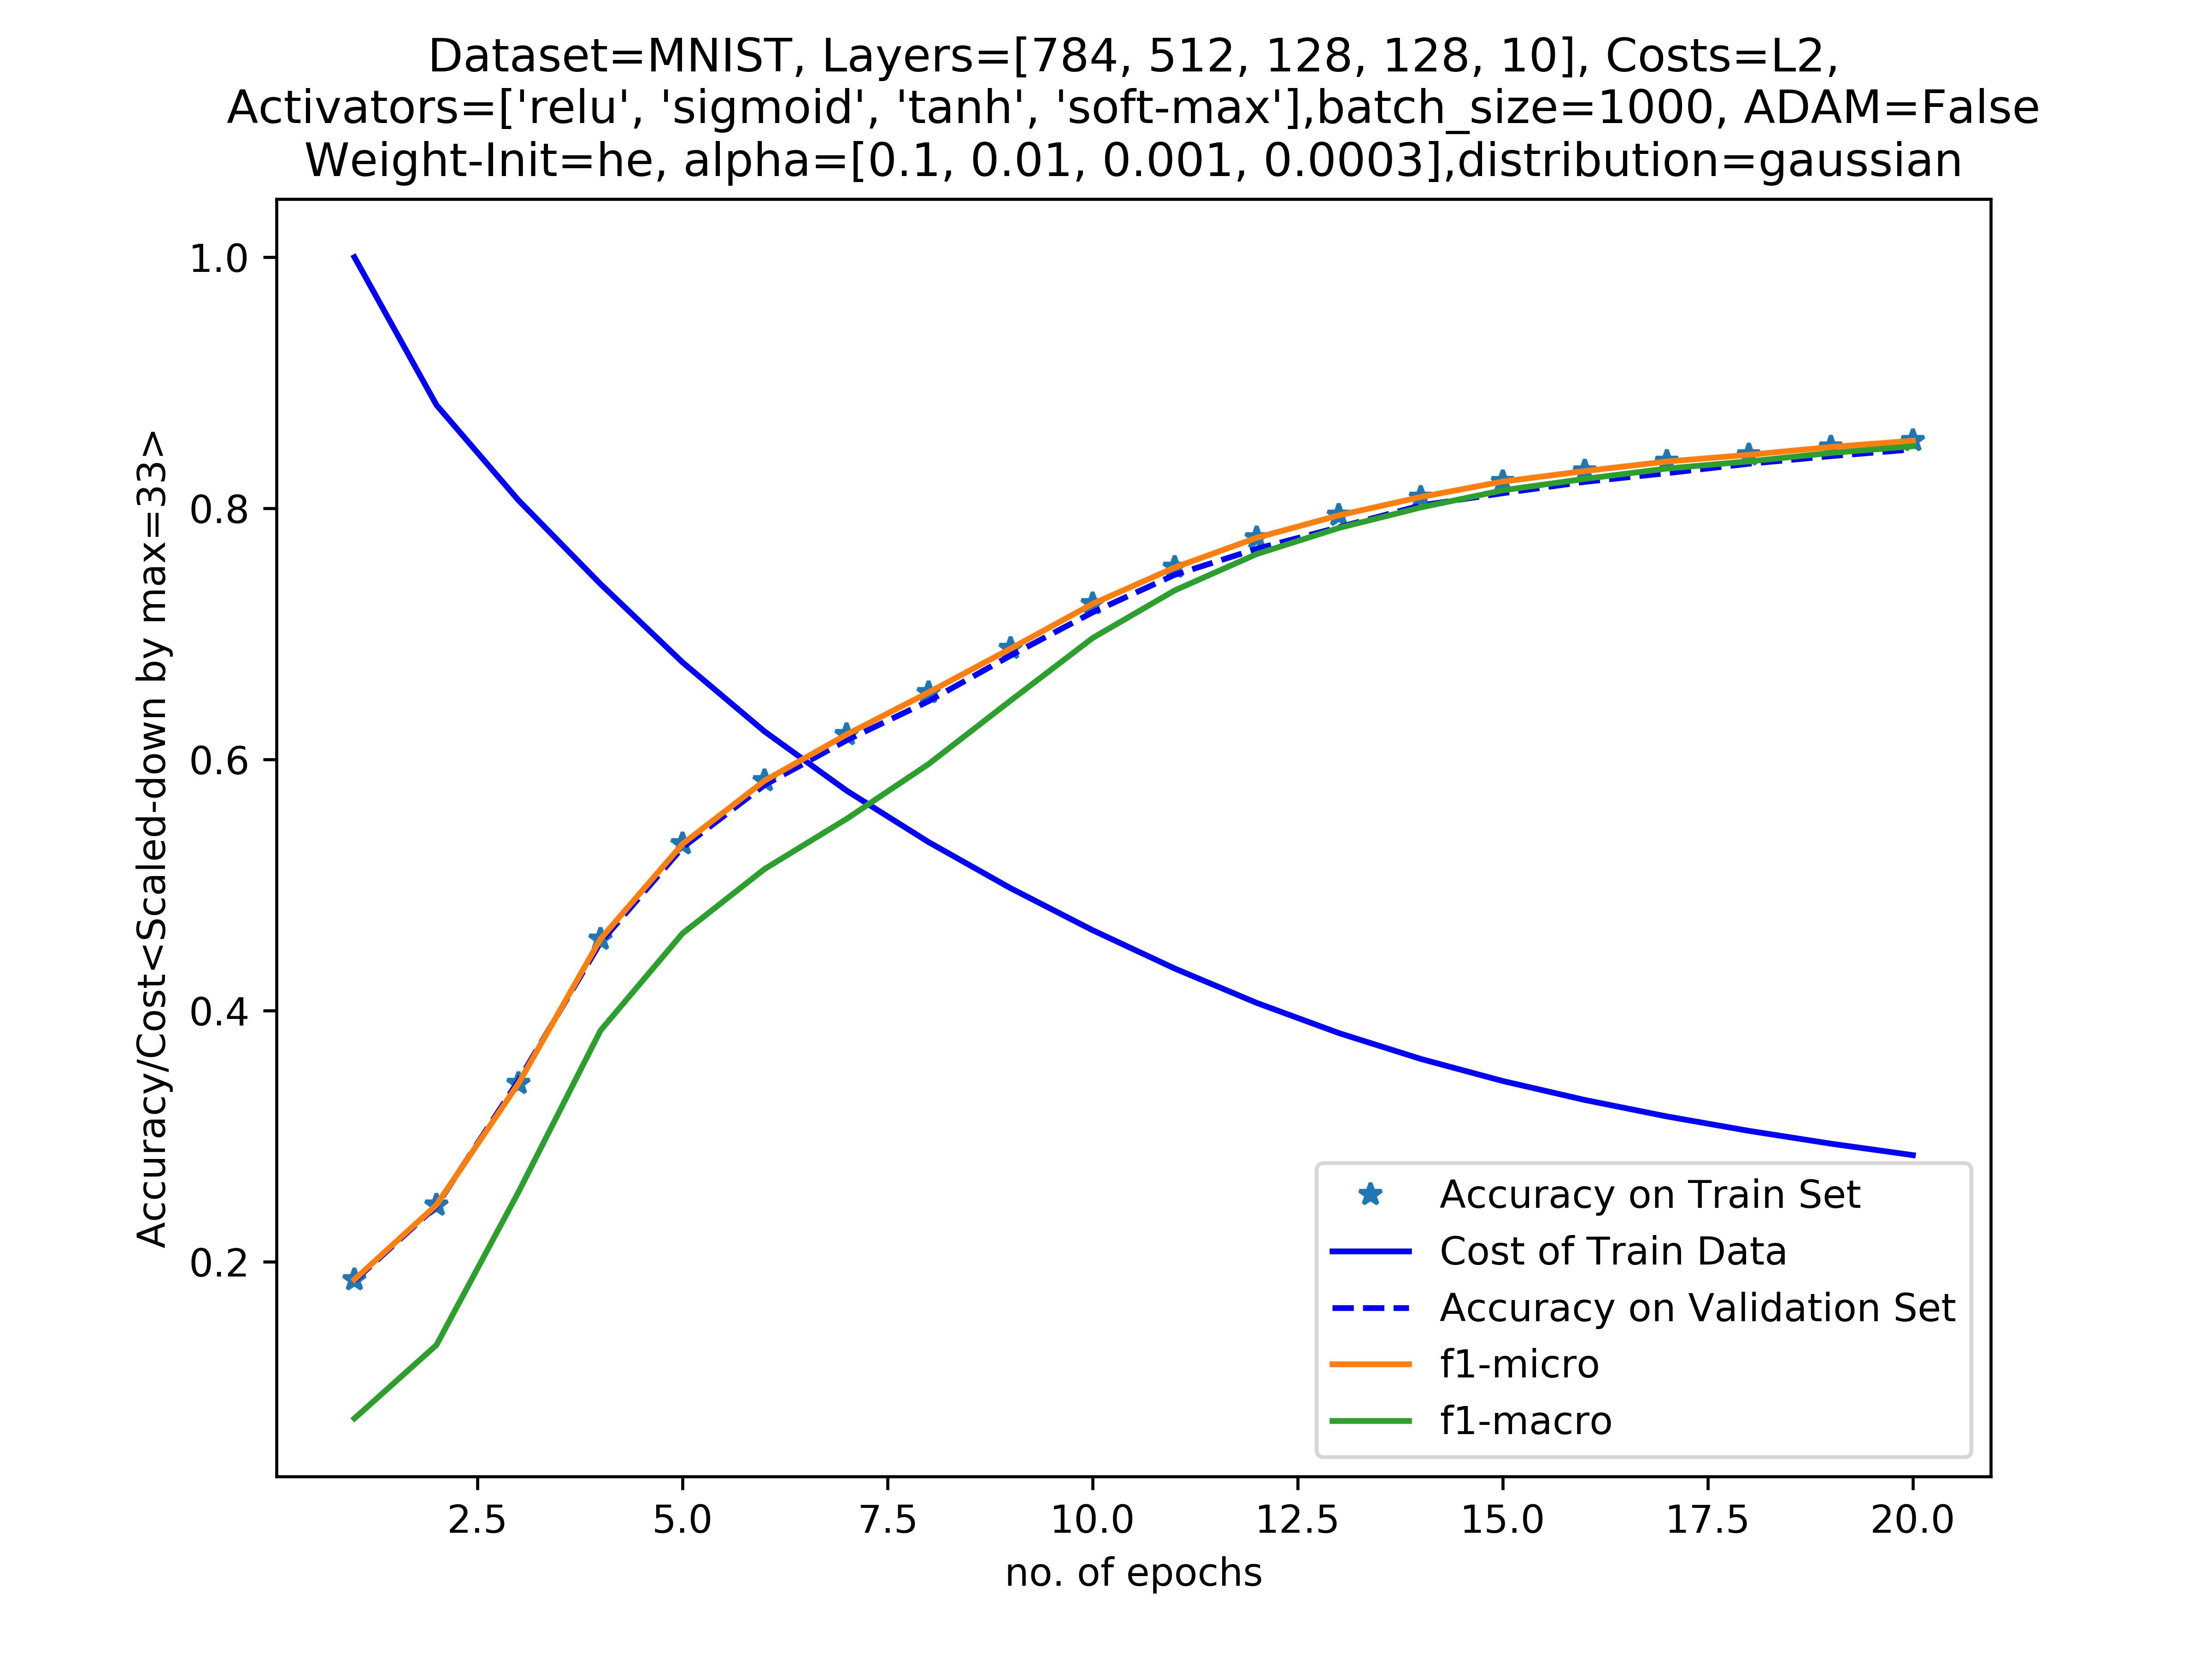 Dataset=MNIST, Layers=[784, 512, 128, 128, 10], Costs=L2,
Activators=['relu', 'sigmoid', 'tanh', 'soft-max'],batch_size=1000, ADAM=False
Weight-Init=he, alpha=[0.1, 0.01, 0.001, 0.0003],distribution=gaussian
Accuracy/Cost<Scaled-down by max=33>
1.0
0.8
0.6
0.4
0.2
Accuracy on Train Set
Cost of Train Data
Accuracy on Validation Set
f1-micro
f1-macro
2.5 5.0 7.5 10.0 12.5 15.0 17.5 20.0
no. of epochs